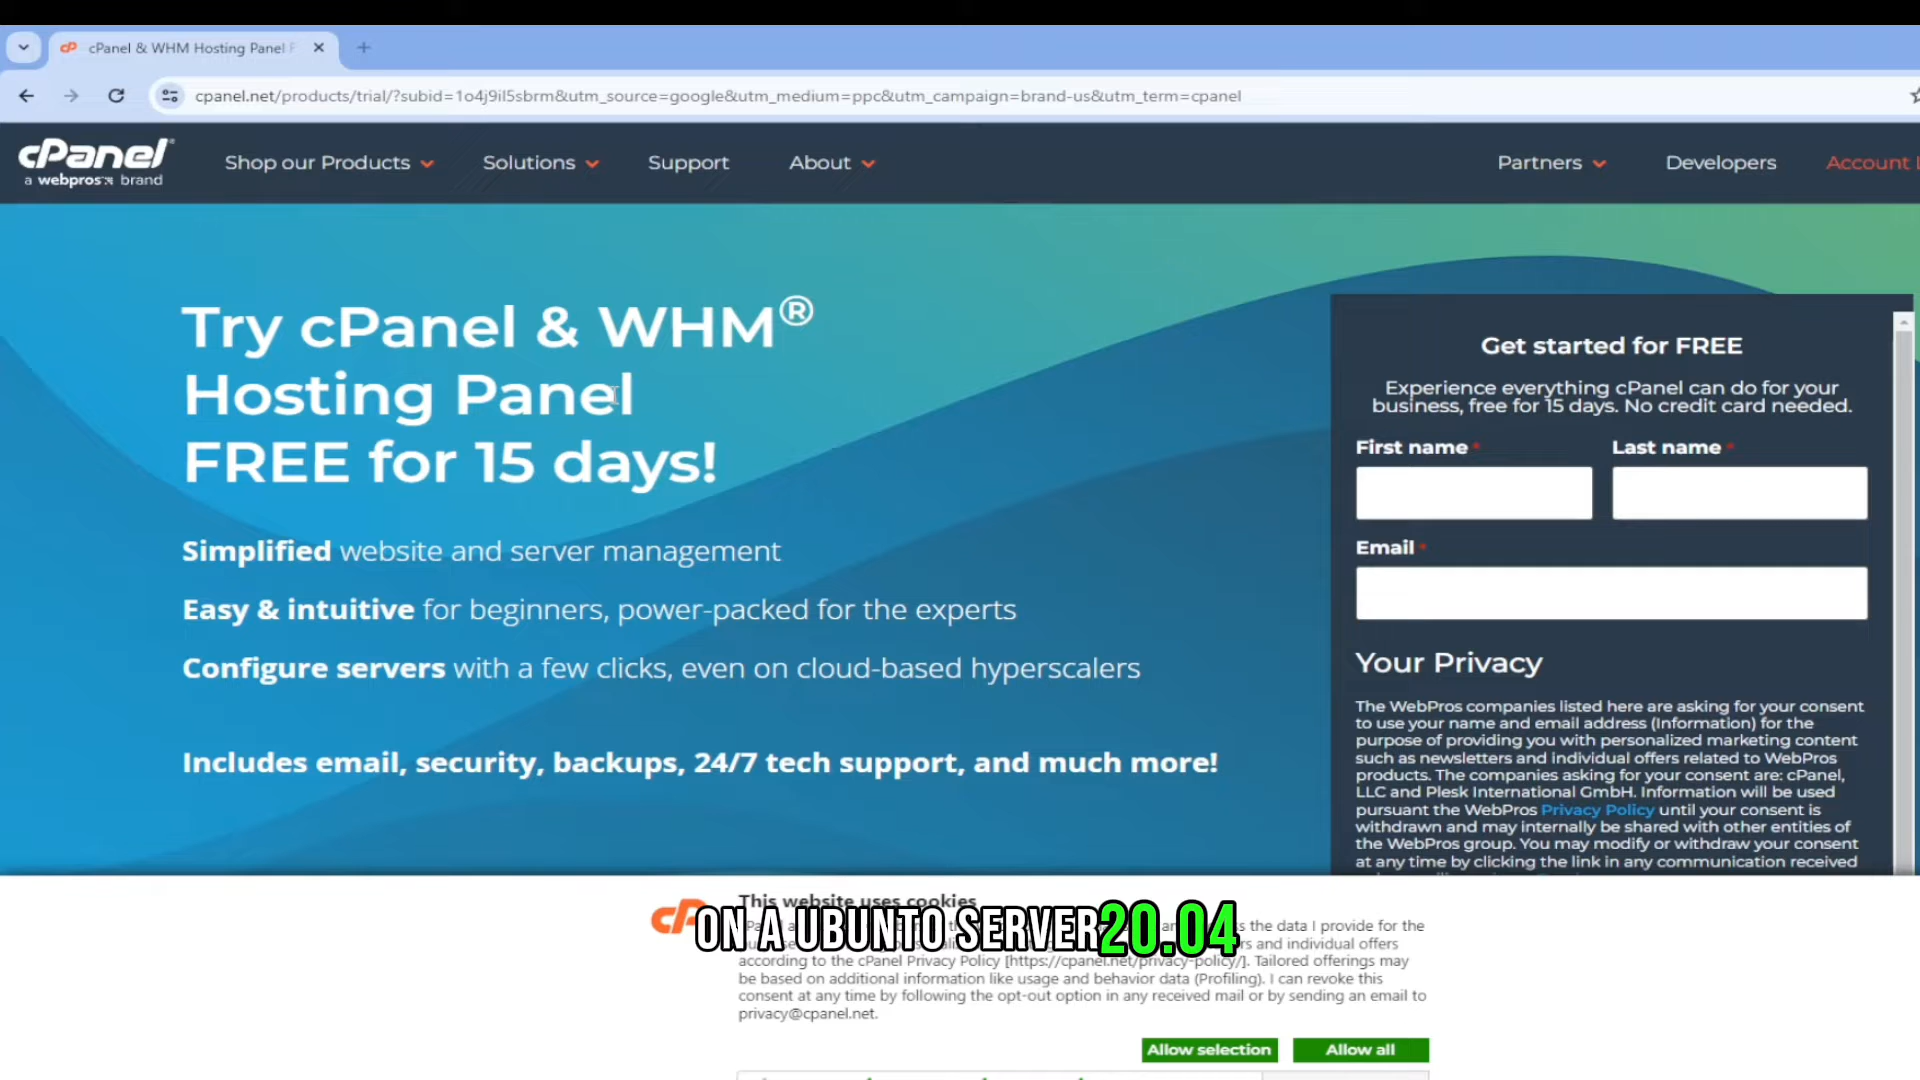 cPanel & WHM Hosting Panel F
cpanel.net/products/trial/?subid=1o4j9il5sbrm&utm_source=google&utm_medium=ppc&utm_campaign=brand-us&utm_term=cpanel
cPanel®
a webpros brand
Shop our Products
Solutions
Support
About
Partners
Developers
Account
Try cPanel & WHM®
Hosting Panel
FREE for 15 days!
Simplified website and server management
Easy & intuitive for beginners, power-packed for the experts
Configure servers with a few clicks, even on cloud-based hyperscalers
Includes email, security, backups, 24/7 tech support, and much more!
Get started for FREE
Experience everything cPanel can do for your
business, free for 15 days. No credit card needed.
First name *
Last name *
Email *
Your Privacy
The WebPros companies listed here are asking for your consent
to use your name and email address (Information) for the
purpose of providing you with personalized marketing content
such as newsletters and individual offers related to WebPros
products. The companies asking for your consent are: cPanel,
LLC and Plesk International GmbH. Information will be used
pursuant the WebPros Privacy Policy until your consent is
withdrawn and may internally be shared with other entities of
the WebPros group. You may modify or withdraw your consent
at any time by clicking the link in any communication received
cP
This website uses cookies
ON A UBUNTO SERVER 20.04
the data I provide for the
and individual offers
according to the cPanel Privacy Policy [https://cpanel.net/privacy-policy/]. Tailored offerings may
be based on additional information like usage and behavior data (Profiling). I can revoke this
consent at any time by following the opt-out option in any received mail or by sending an email to
privacy@cpanel.net.
Allow selection
Allow all